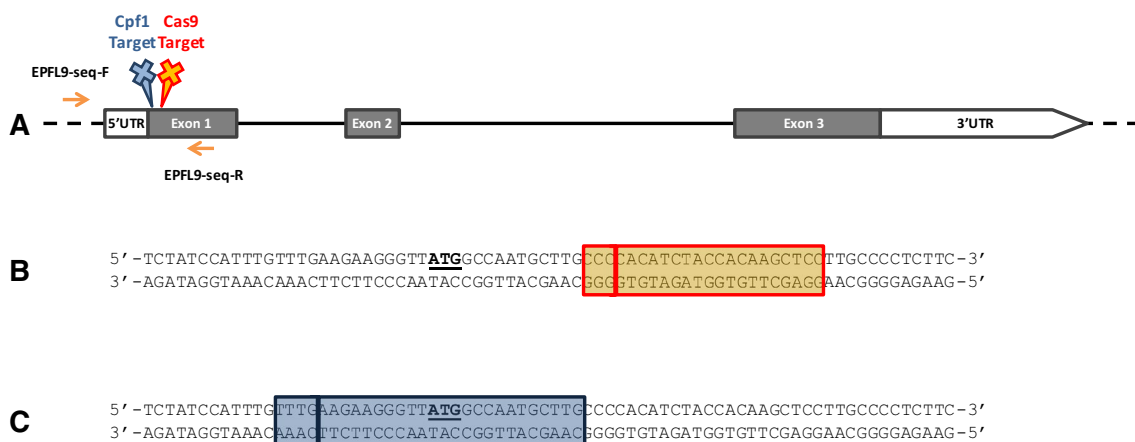 Cpf1 Target
Cas9 Target
EPFL9-seq-F
A
5'UTR
Exon 1
Exon 2
Exon 3
3'UTR
EPFL9-seq-R
B
5'-TCTATCCATTTGTTTGAAGAAGGGTTATGGCCAATGCTTGCCCCACATCTACCACAAGCTCCTTGCCCCTCTTC-3'
3'-AGATAGGTAAACAAACTTCTTCCCAATACCGGTTACGAACGGGGTGTAGATGGTGTTCGAGGAACGGGGAGAAG-5'
C
5'-TCTATCCATTTGTTTGAAGAAGGGTTATGGCCAATGCTTGCCCCACATCTACCACAAGCTCCTTGCCCCTCTTC-3'
3'-AGATAGGTAAACAAACTTCTTCCCAATACCGGTTACGAACGGGGTGTAGATGGTGTTCGAGGAACGGGGAGAAG-5'